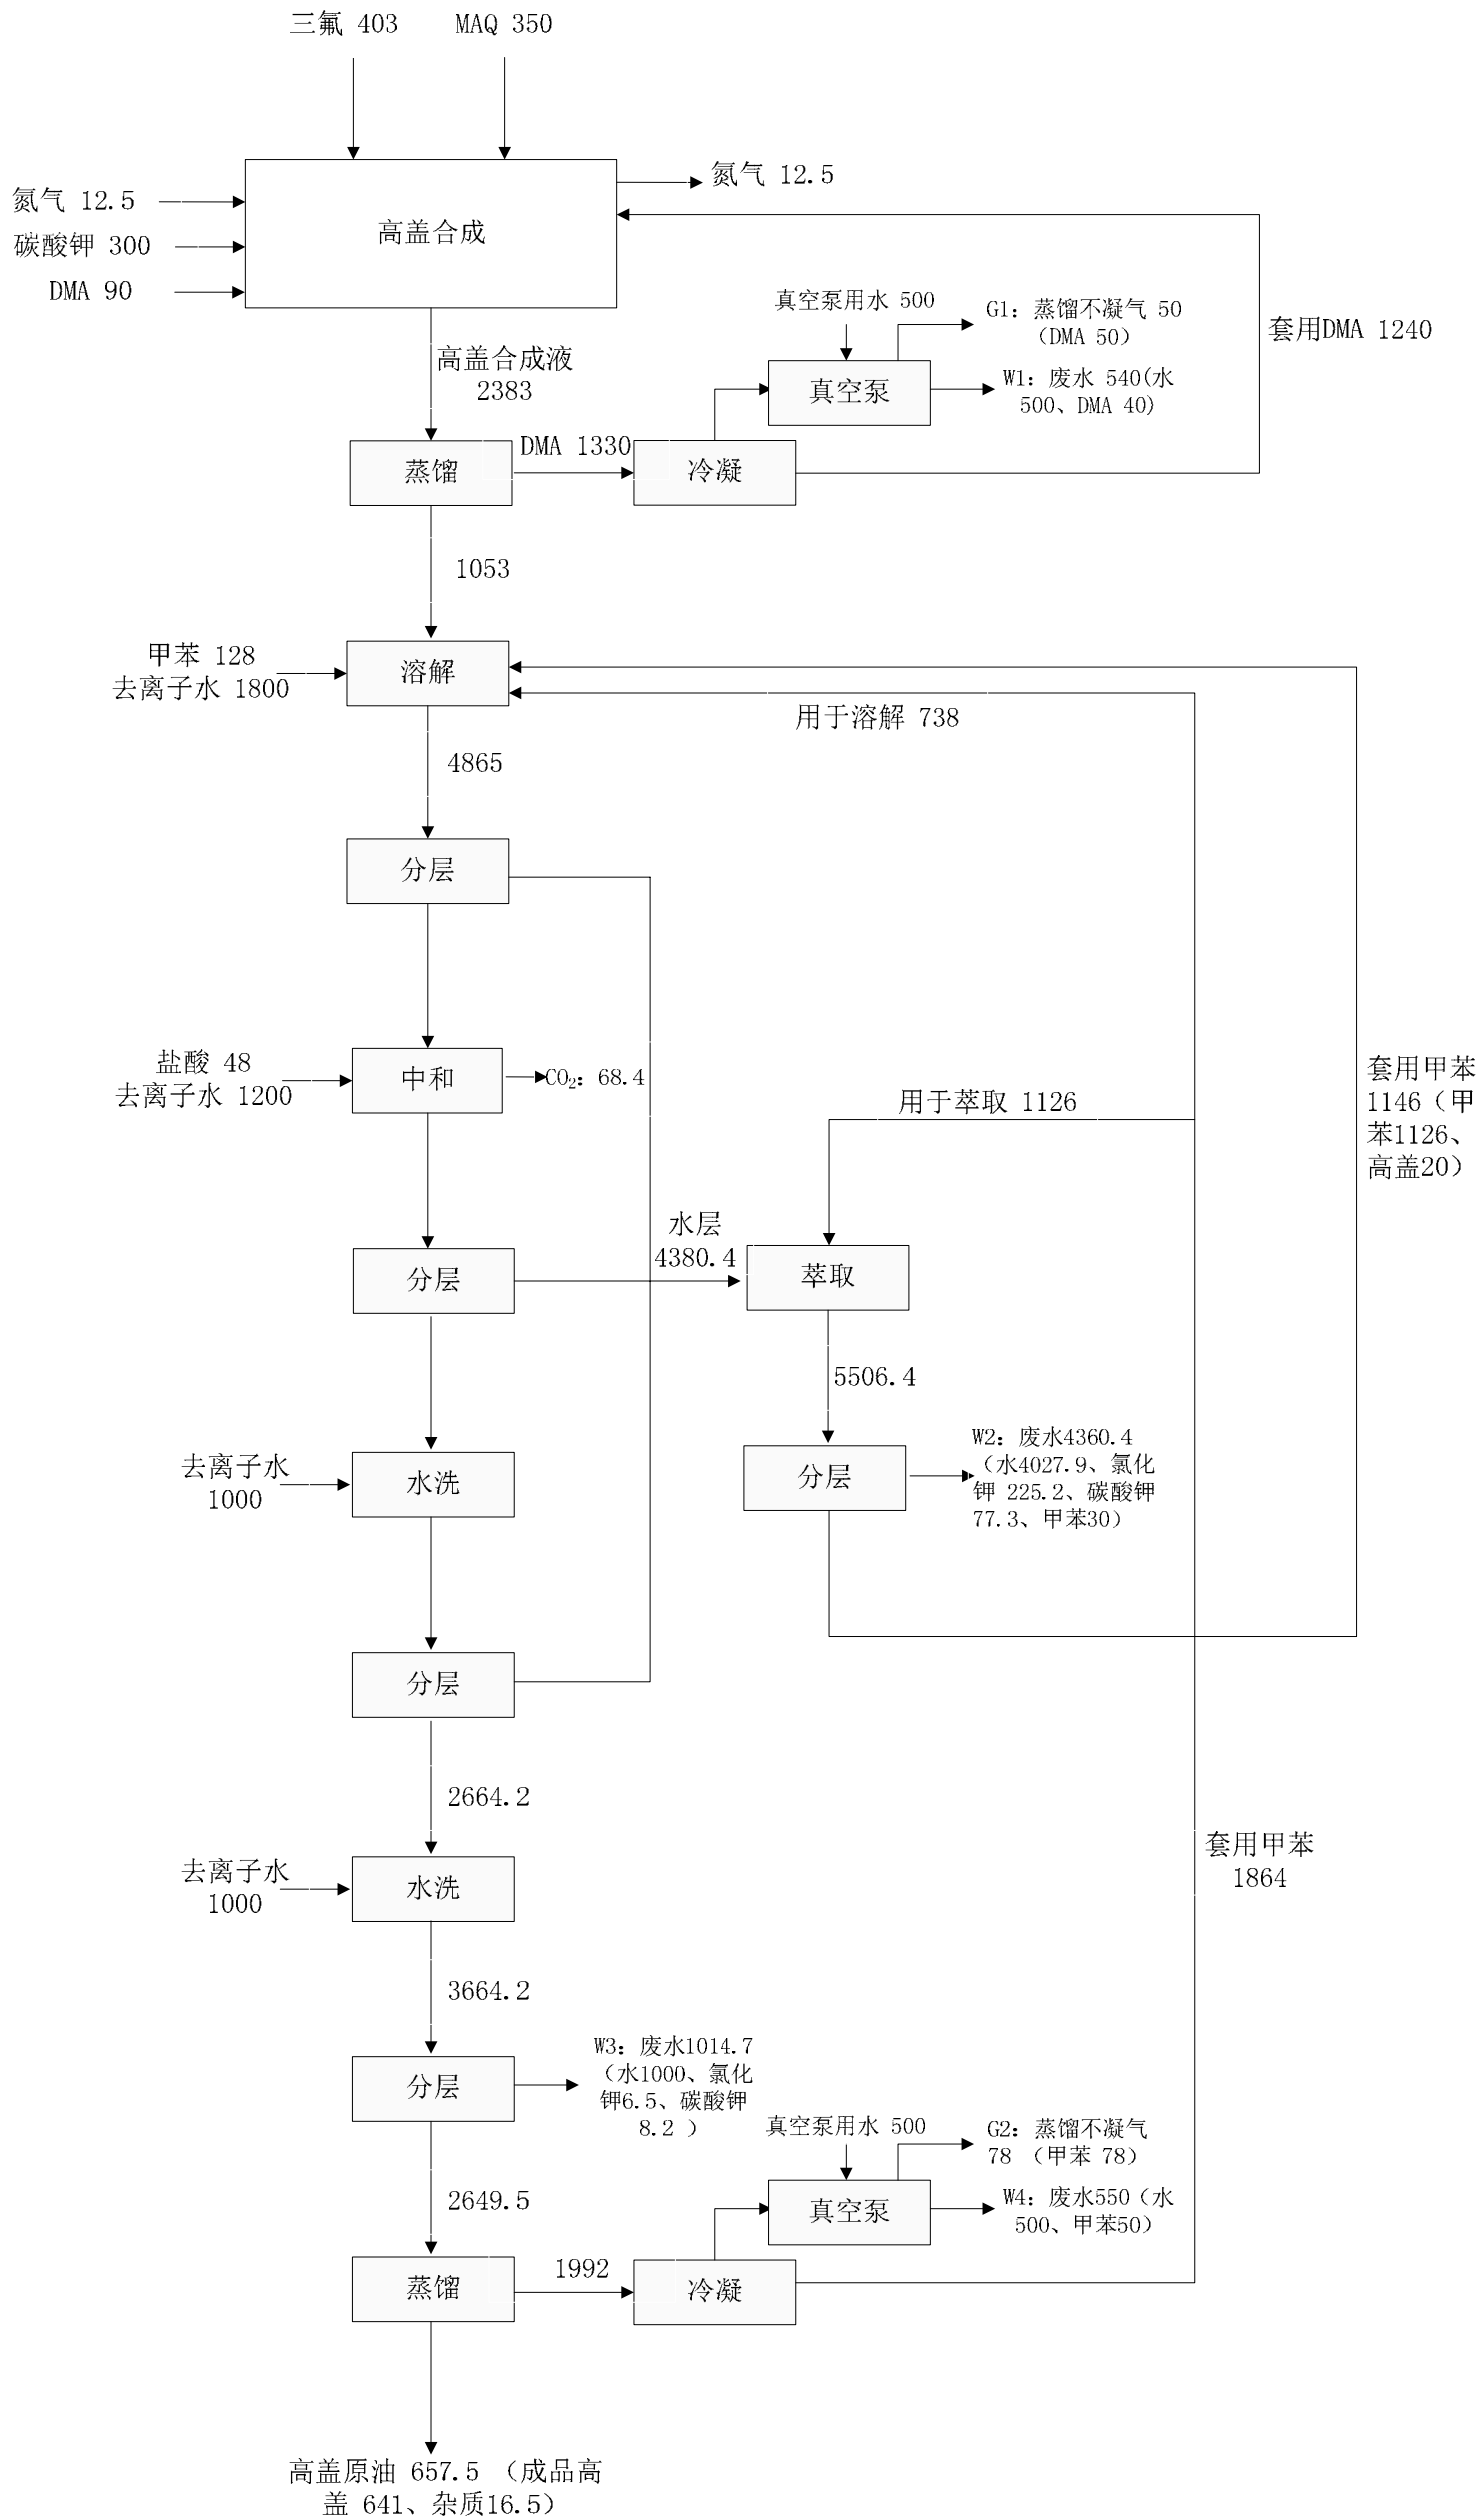 三氟 403
MAQ 350
氮气 12.5
氮气 12.5
高盖合成
碳酸钾 300
DMA 90
真空泵用水 500
G1：蒸馏不凝气 50
（DMA 50）
套用DMA 1240
高盖合成液
2383
真空泵
W1：废水 540(水
500、DMA 40)
DMA 1330
蒸馏
冷凝
1053
甲苯 128
去离子水 1800
溶解
用于溶解 738
4865
分层
盐酸 48
去离子水 1200
中和
CO₂：68.4
套用甲苯
1146（甲
苯1126、
高盖20）
用于萃取 1126
水层
4380.4
分层
萃取
5506.4
去离子水
1000
水洗
分层
W2：废水4360.4
（水4027.9、氯化
钾 225.2、碳酸钾
77.3、甲苯30）
分层
2664.2
套用甲苯
1864
去离子水
1000
水洗
3664.2
分层
W3：废水1014.7
（水1000、氯化
钾6.5、碳酸钾
8.2 ）
真空泵用水 500
G2：蒸馏不凝气
78 （甲苯 78）
2649.5
真空泵
W4：废水550（水
500、甲苯50）
蒸馏
1992
冷凝
高盖原油 657.5 （成品高
盖 641、杂质16.5）